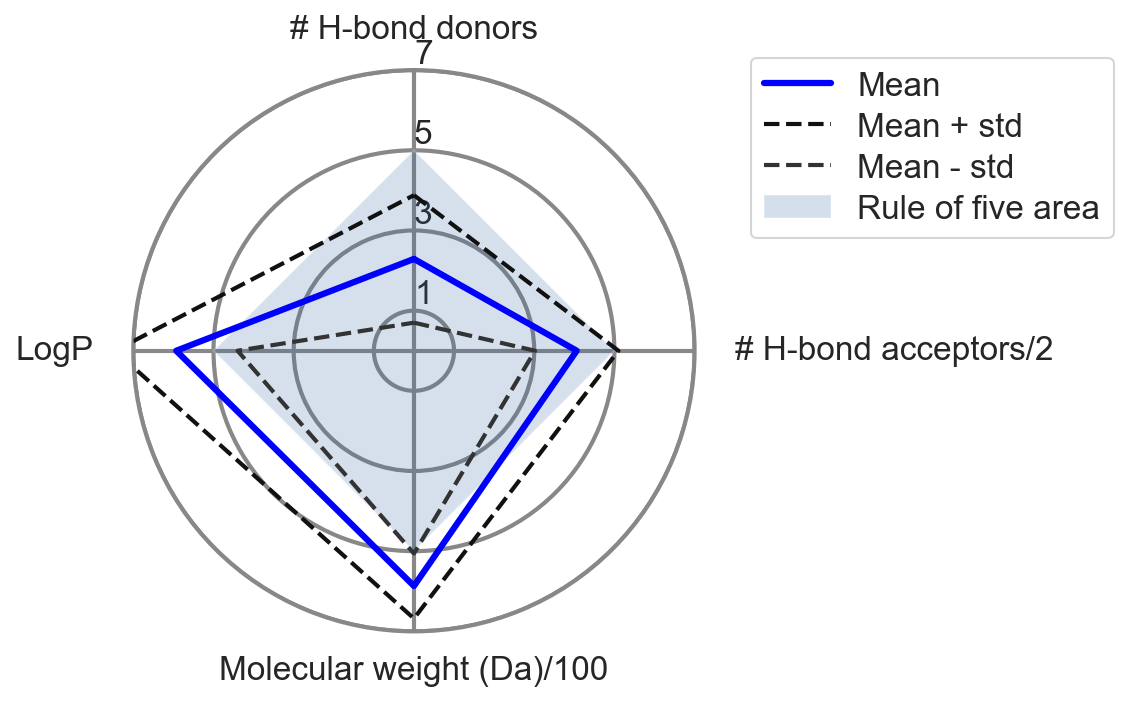 # H-bond donors
7
5
3
1
LogP
# H-bond acceptors/2
Molecular weight (Da)/100
Mean
Mean + std
Mean - std
Rule of five area